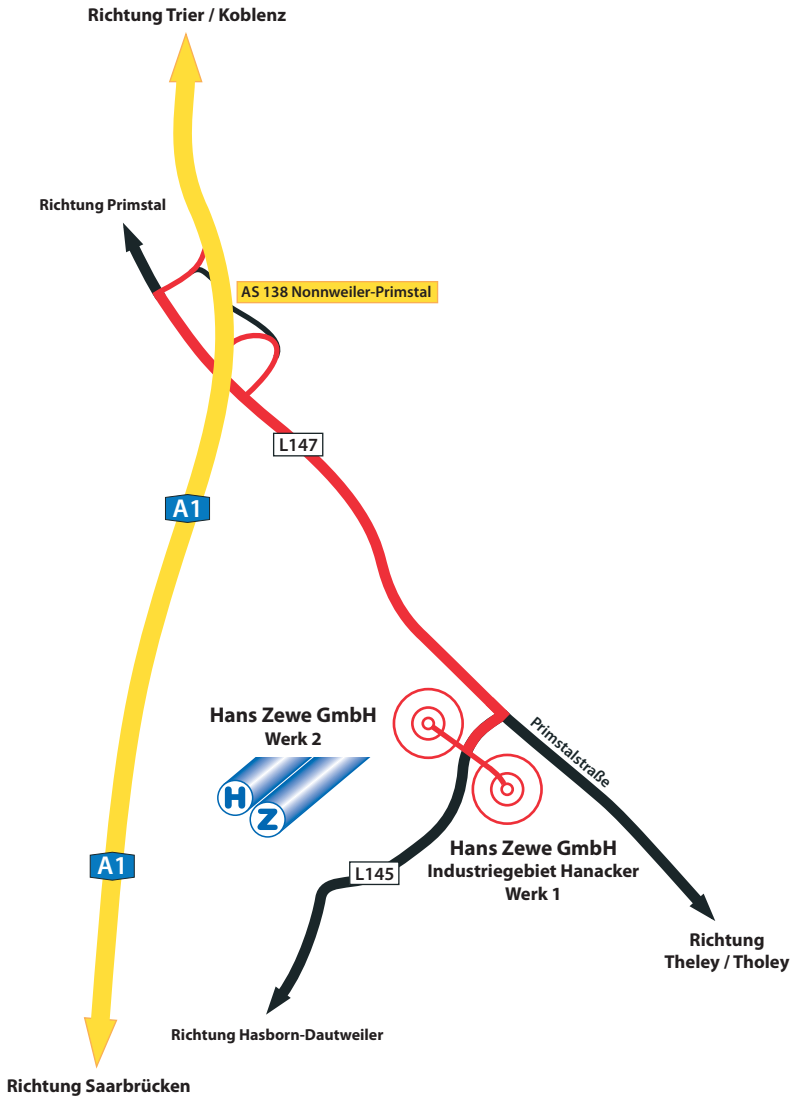 Richtung Trier / Koblenz
Richtung Primstal
AS 138 Nonnweiler-Primstal
L147
A1
Hans Zewe GmbH
Werk 2
Primstalstraße
H
Z
Hans Zewe GmbH
Industriegebiet Hanacker
Werk 1
A1
L145
Richtung
Theley / Tholey
Richtung Hasborn-Dautweiler
Richtung Saarbrücken